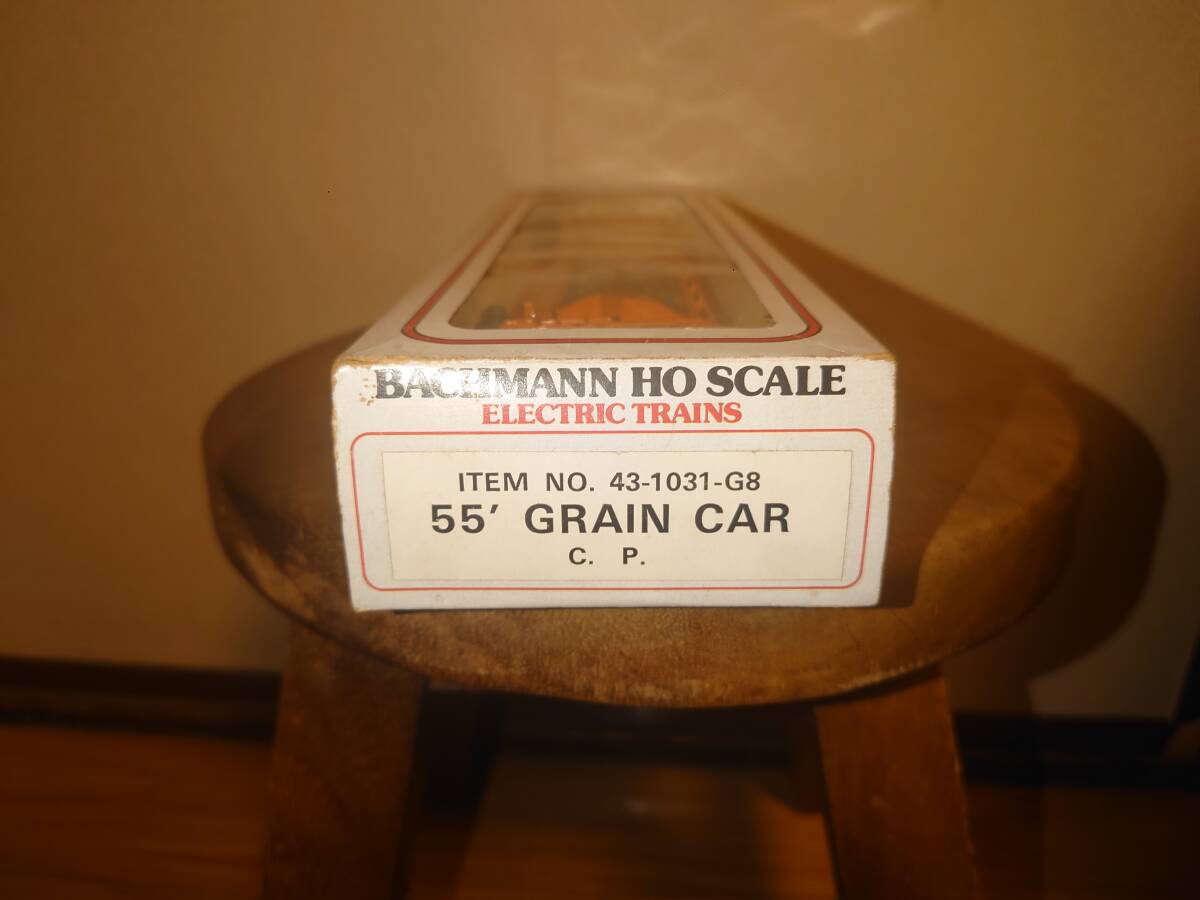 BACHMANN HO SCALE
ELECTRIC TRAINS
ITEM NO. 43-1031-G8
55' GRAIN CAR
C. P.